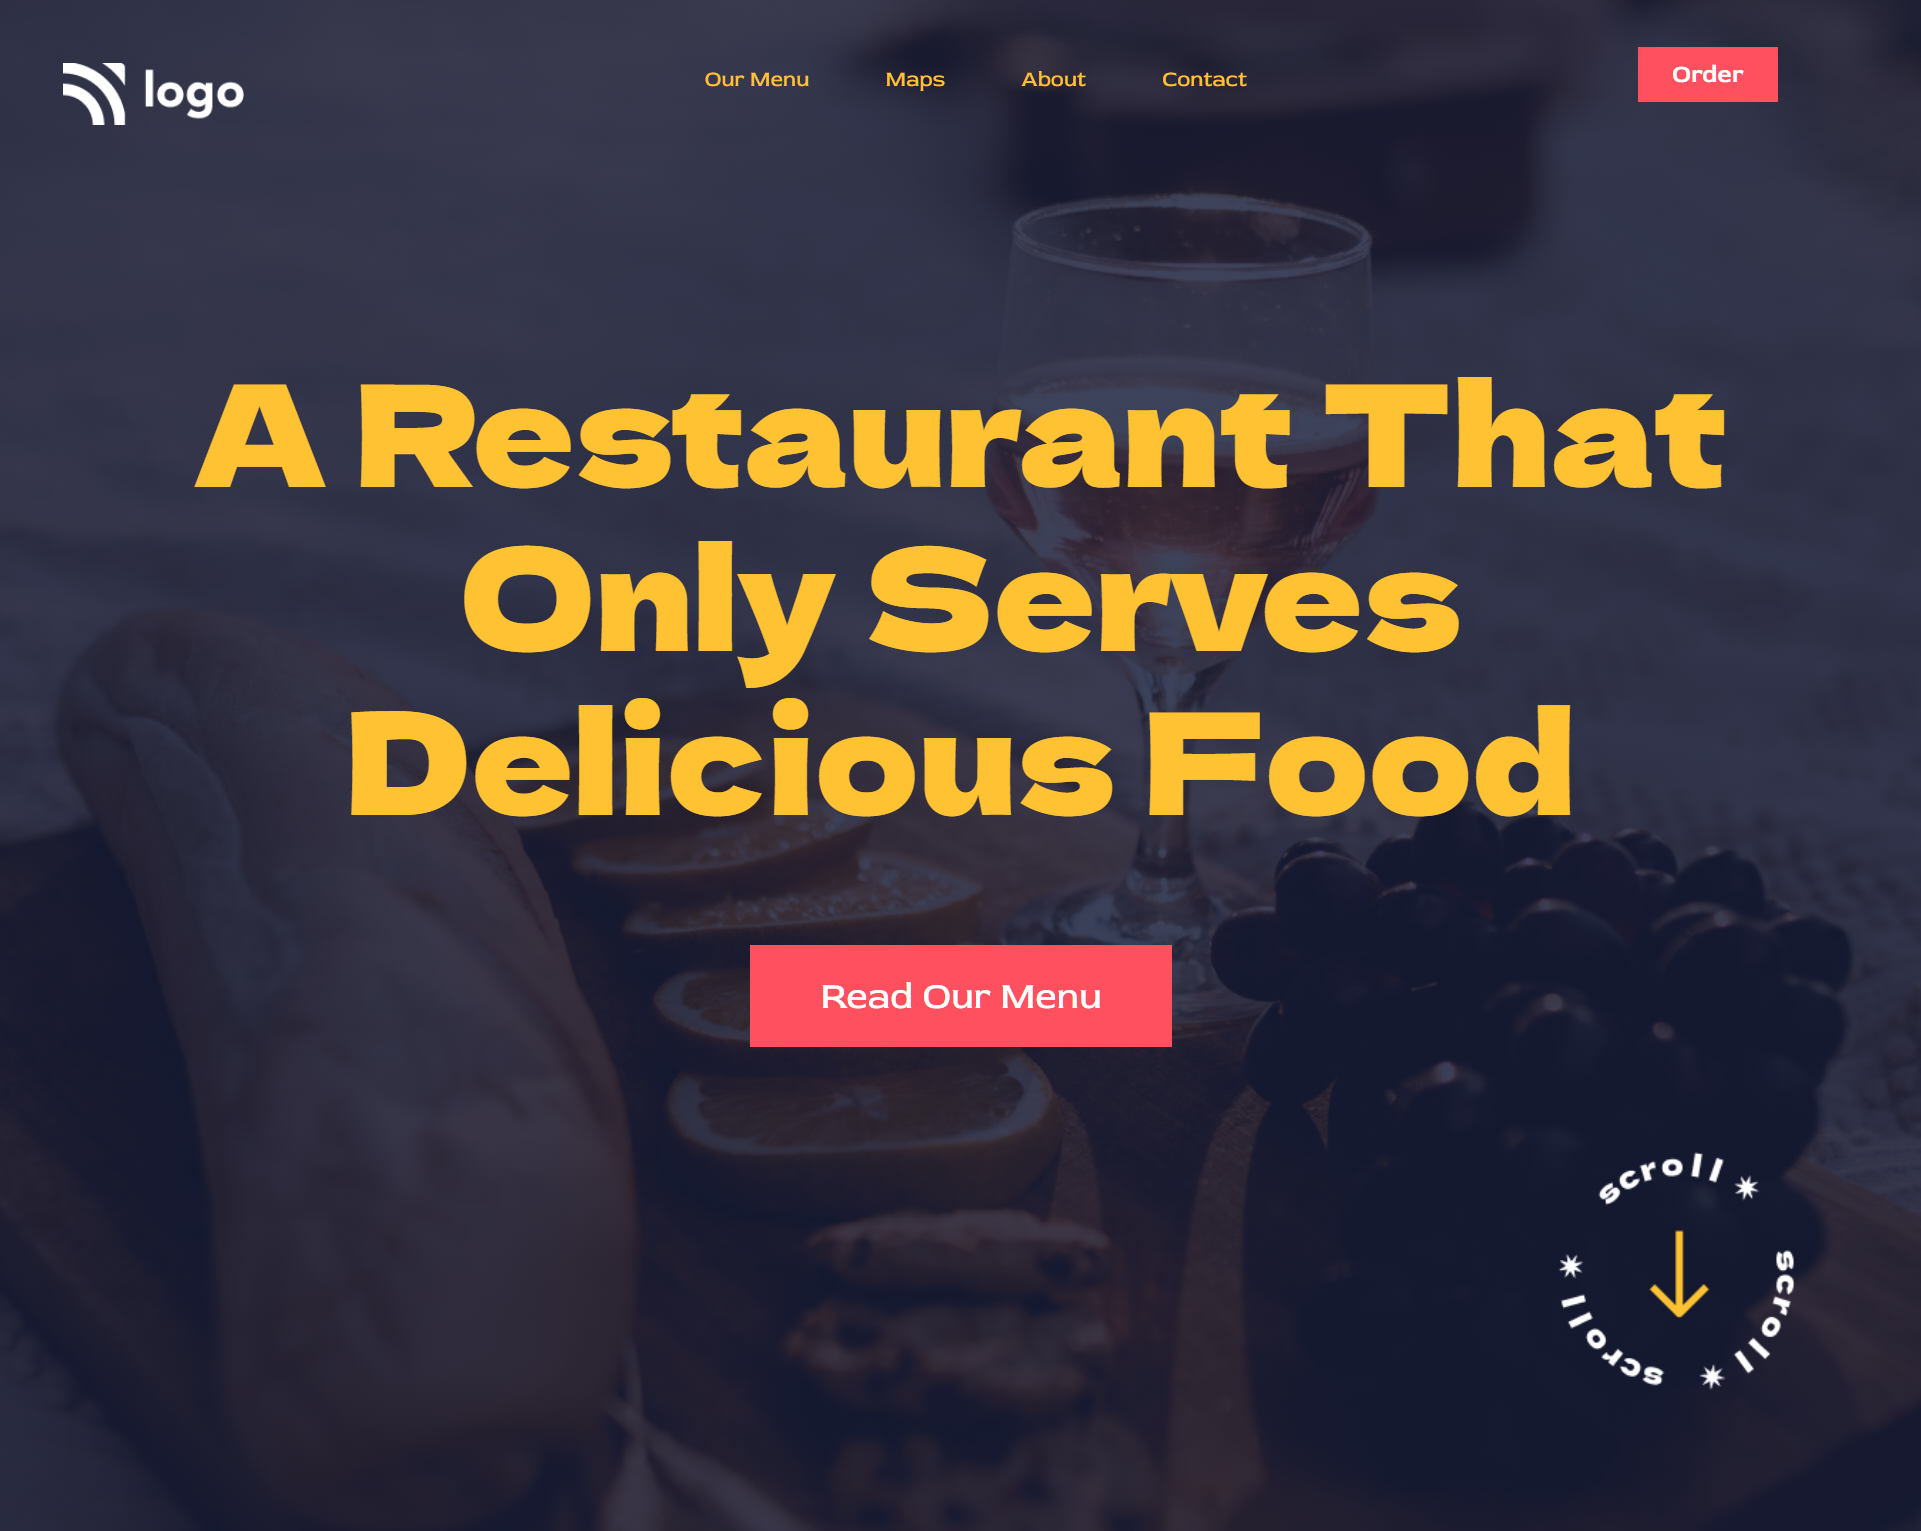 logo
Our Menu
Maps
About
Contact
Order
A Restaurant That
Only Serves
Delicious Food
Read Our Menu
scroll
scroll
scroll